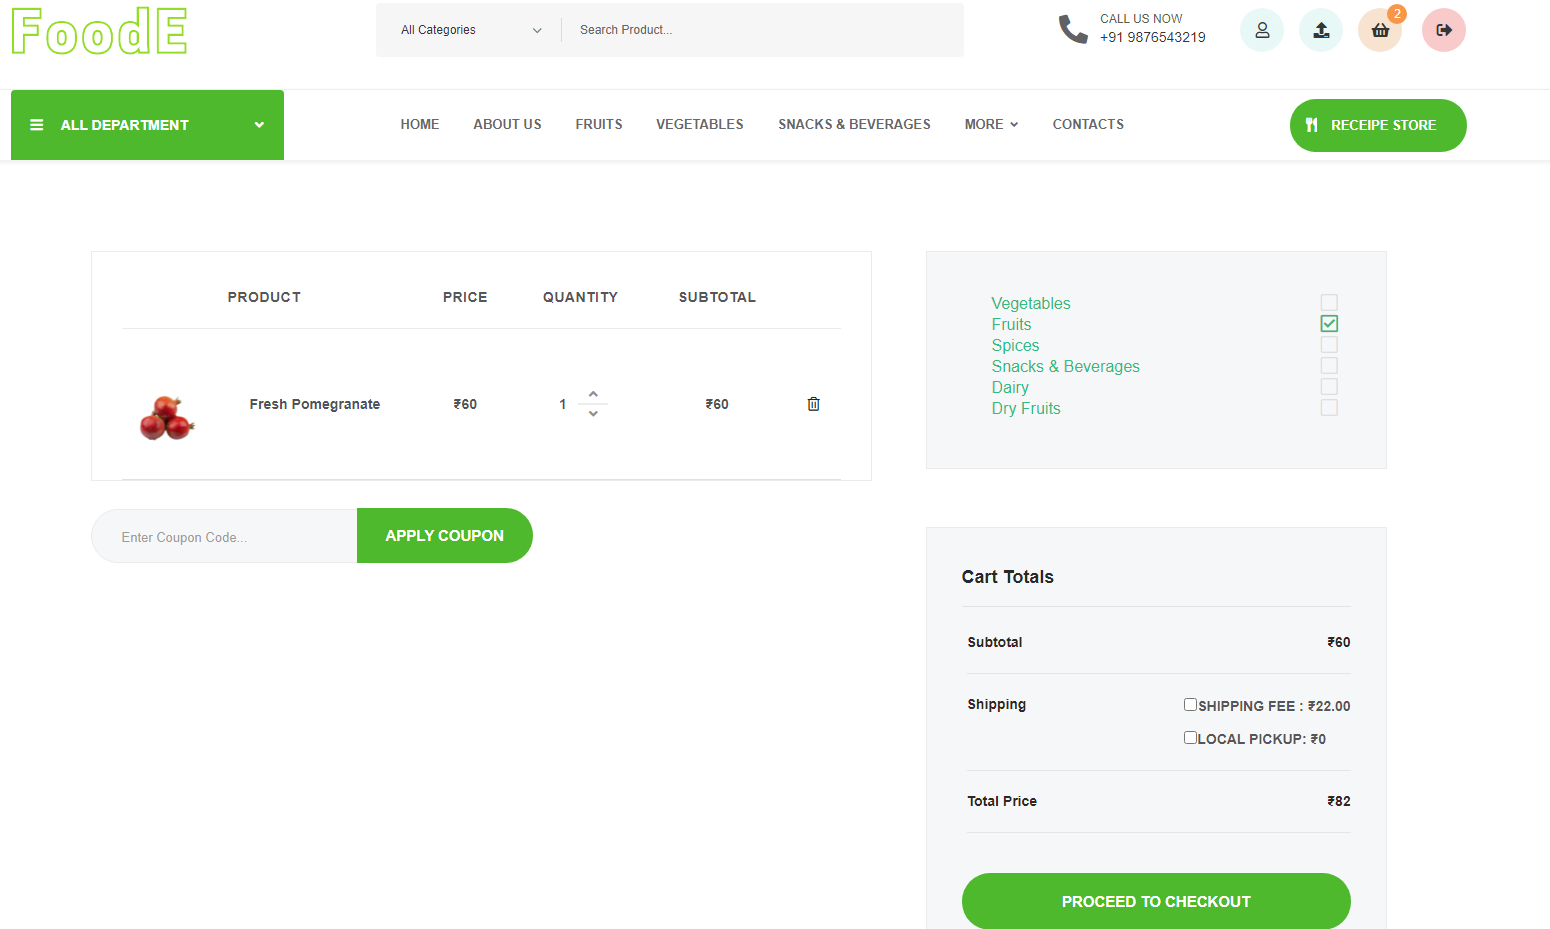 FoodE
All Categories
Search Product...
CALL US NOW
+91 9876543219
2
ALL DEPARTMENT
HOME
ABOUT US
FRUITS
VEGETABLES
SNACKS & BEVERAGES
MORE
CONTACTS
RECEIPE STORE
PRODUCT PRICE QUANTITY SUBTOTAL
Fresh Pomegranate ₹60 1 ₹60
Enter Coupon Code...
APPLY COUPON
Vegetables
Fruits
Spices
Snacks & Beverages
Dairy
Dry Fruits
Cart Totals
Subtotal ₹60
Shipping SHIPPING FEE : ₹22.00
LOCAL PICKUP: ₹0
Total Price ₹82
PROCEED TO CHECKOUT